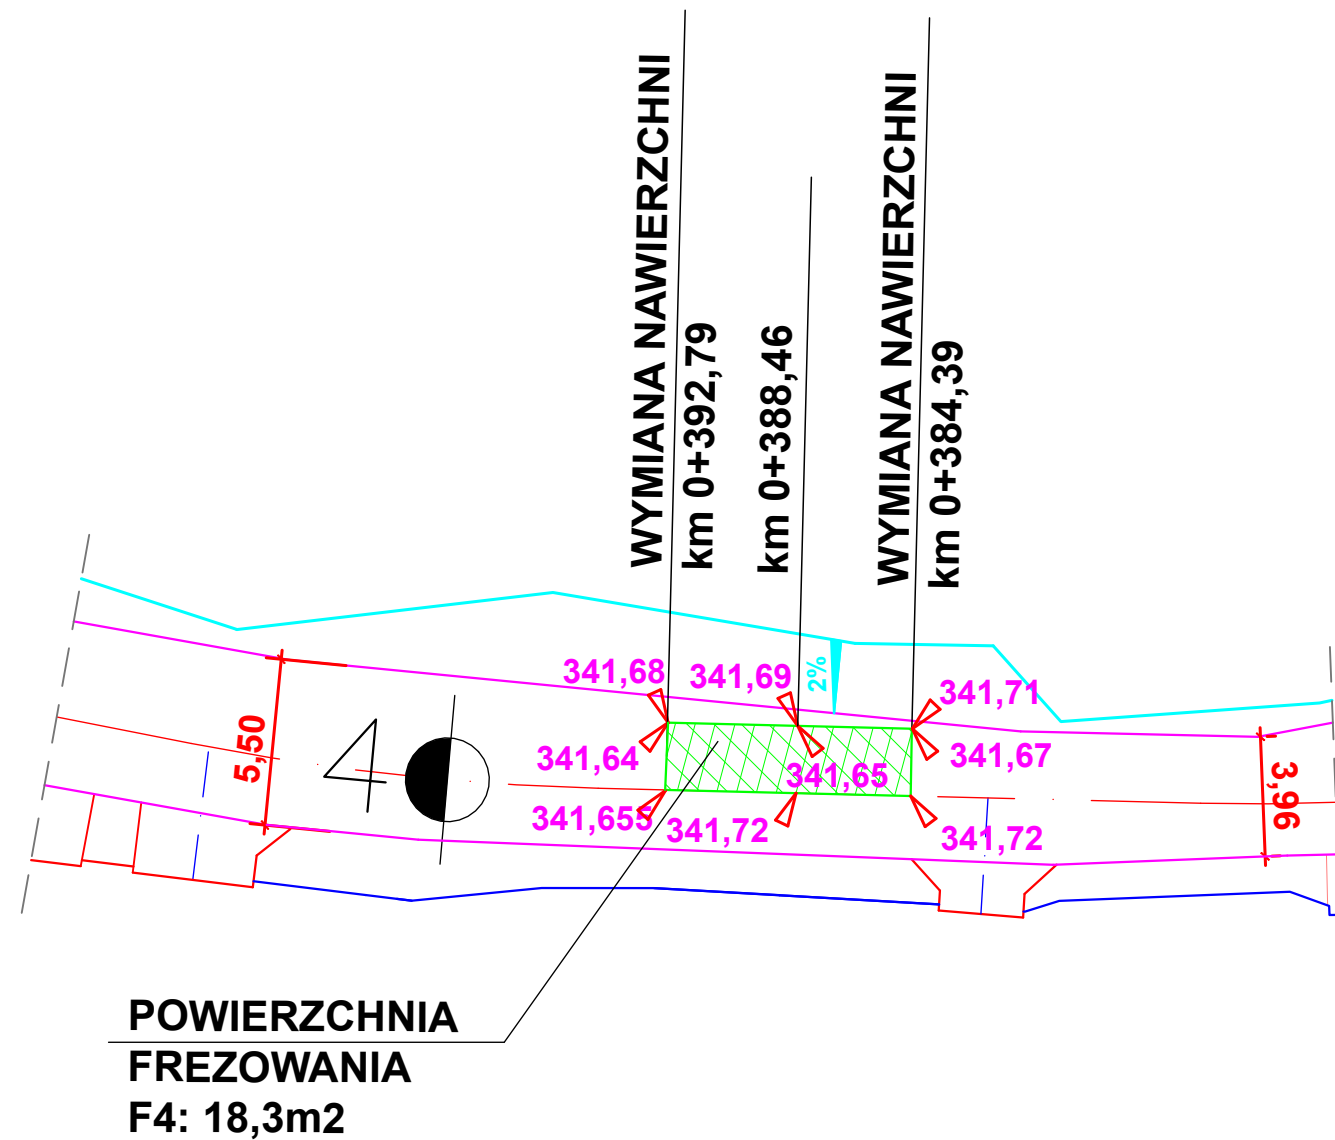 WYMIANA NAWIERZCHNI
km 0+392,79
km 0+388,46
WYMIANA NAWIERZCHNI
km 0+384,39
341,68
341,69
2%
341,71
5,50
4
341,64
341,65
341,67
3,96
341,655
341,72
341,72
POWIERZCHNIA
FREZOWANIA
F4: 18,3m2